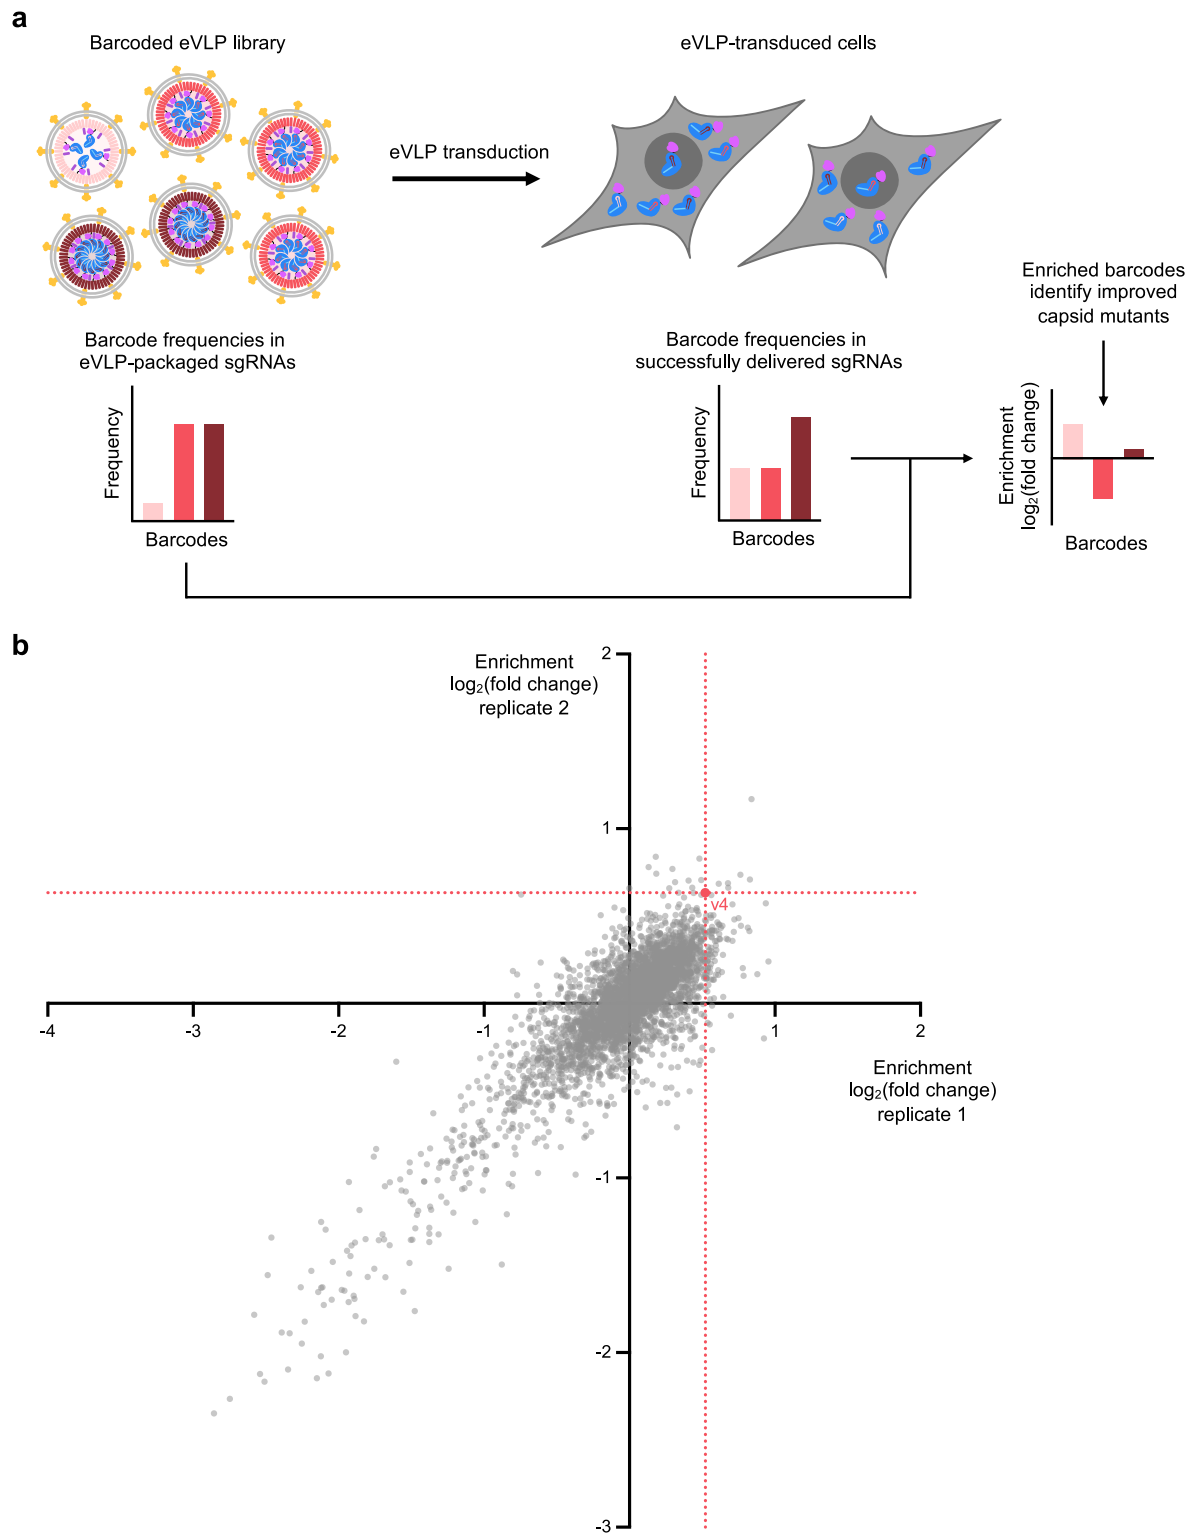 a
Barcoded eVLP library
eVLP-transduced cells
eVLP transduction
Enriched barcodes
identify improved
capsid mutants
Barcode frequencies in
eVLP-packaged sgRNAs
Barcode frequencies in
successfully delivered sgRNAs
Frequency
Barcodes
Frequency
Barcodes
Enrichment
log₂(fold change)
Barcodes
b
Enrichment
log₂(fold change)
replicate 2
2
1
v4
-4
-3
-2
-1
1
2
Enrichment
log₂(fold change)
replicate 1
-1
-2
-3